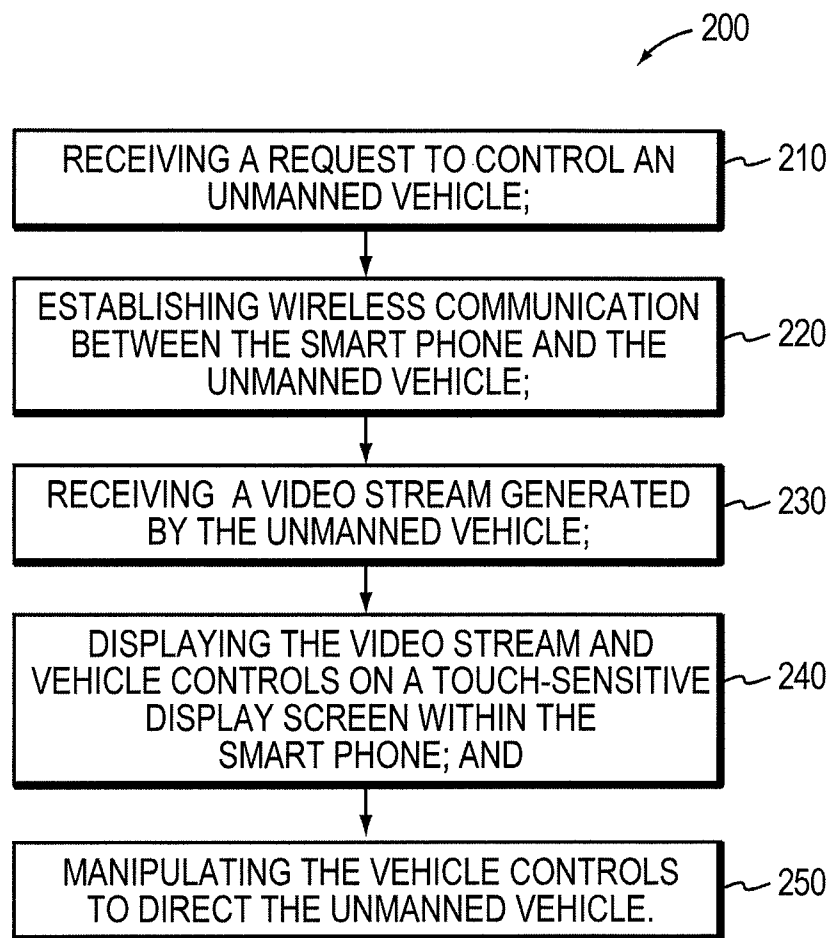 200
RECEIVING A REQUEST TO CONTROL AN
UNMANNED VEHICLE;
210
ESTABLISHING WIRELESS COMMUNICATION
BETWEEN THE SMART PHONE AND THE
UNMANNED VEHICLE;
220
RECEIVING A VIDEO STREAM GENERATED
BY THE UNMANNED VEHICLE;
230
DISPLAYING THE VIDEO STREAM AND
VEHICLE CONTROLS ON A TOUCH-SENSITIVE
DISPLAY SCREEN WITHIN THE
SMART PHONE; AND
240
MANIPULATING THE VEHICLE CONTROLS
TO DIRECT THE UNMANNED VEHICLE.
250